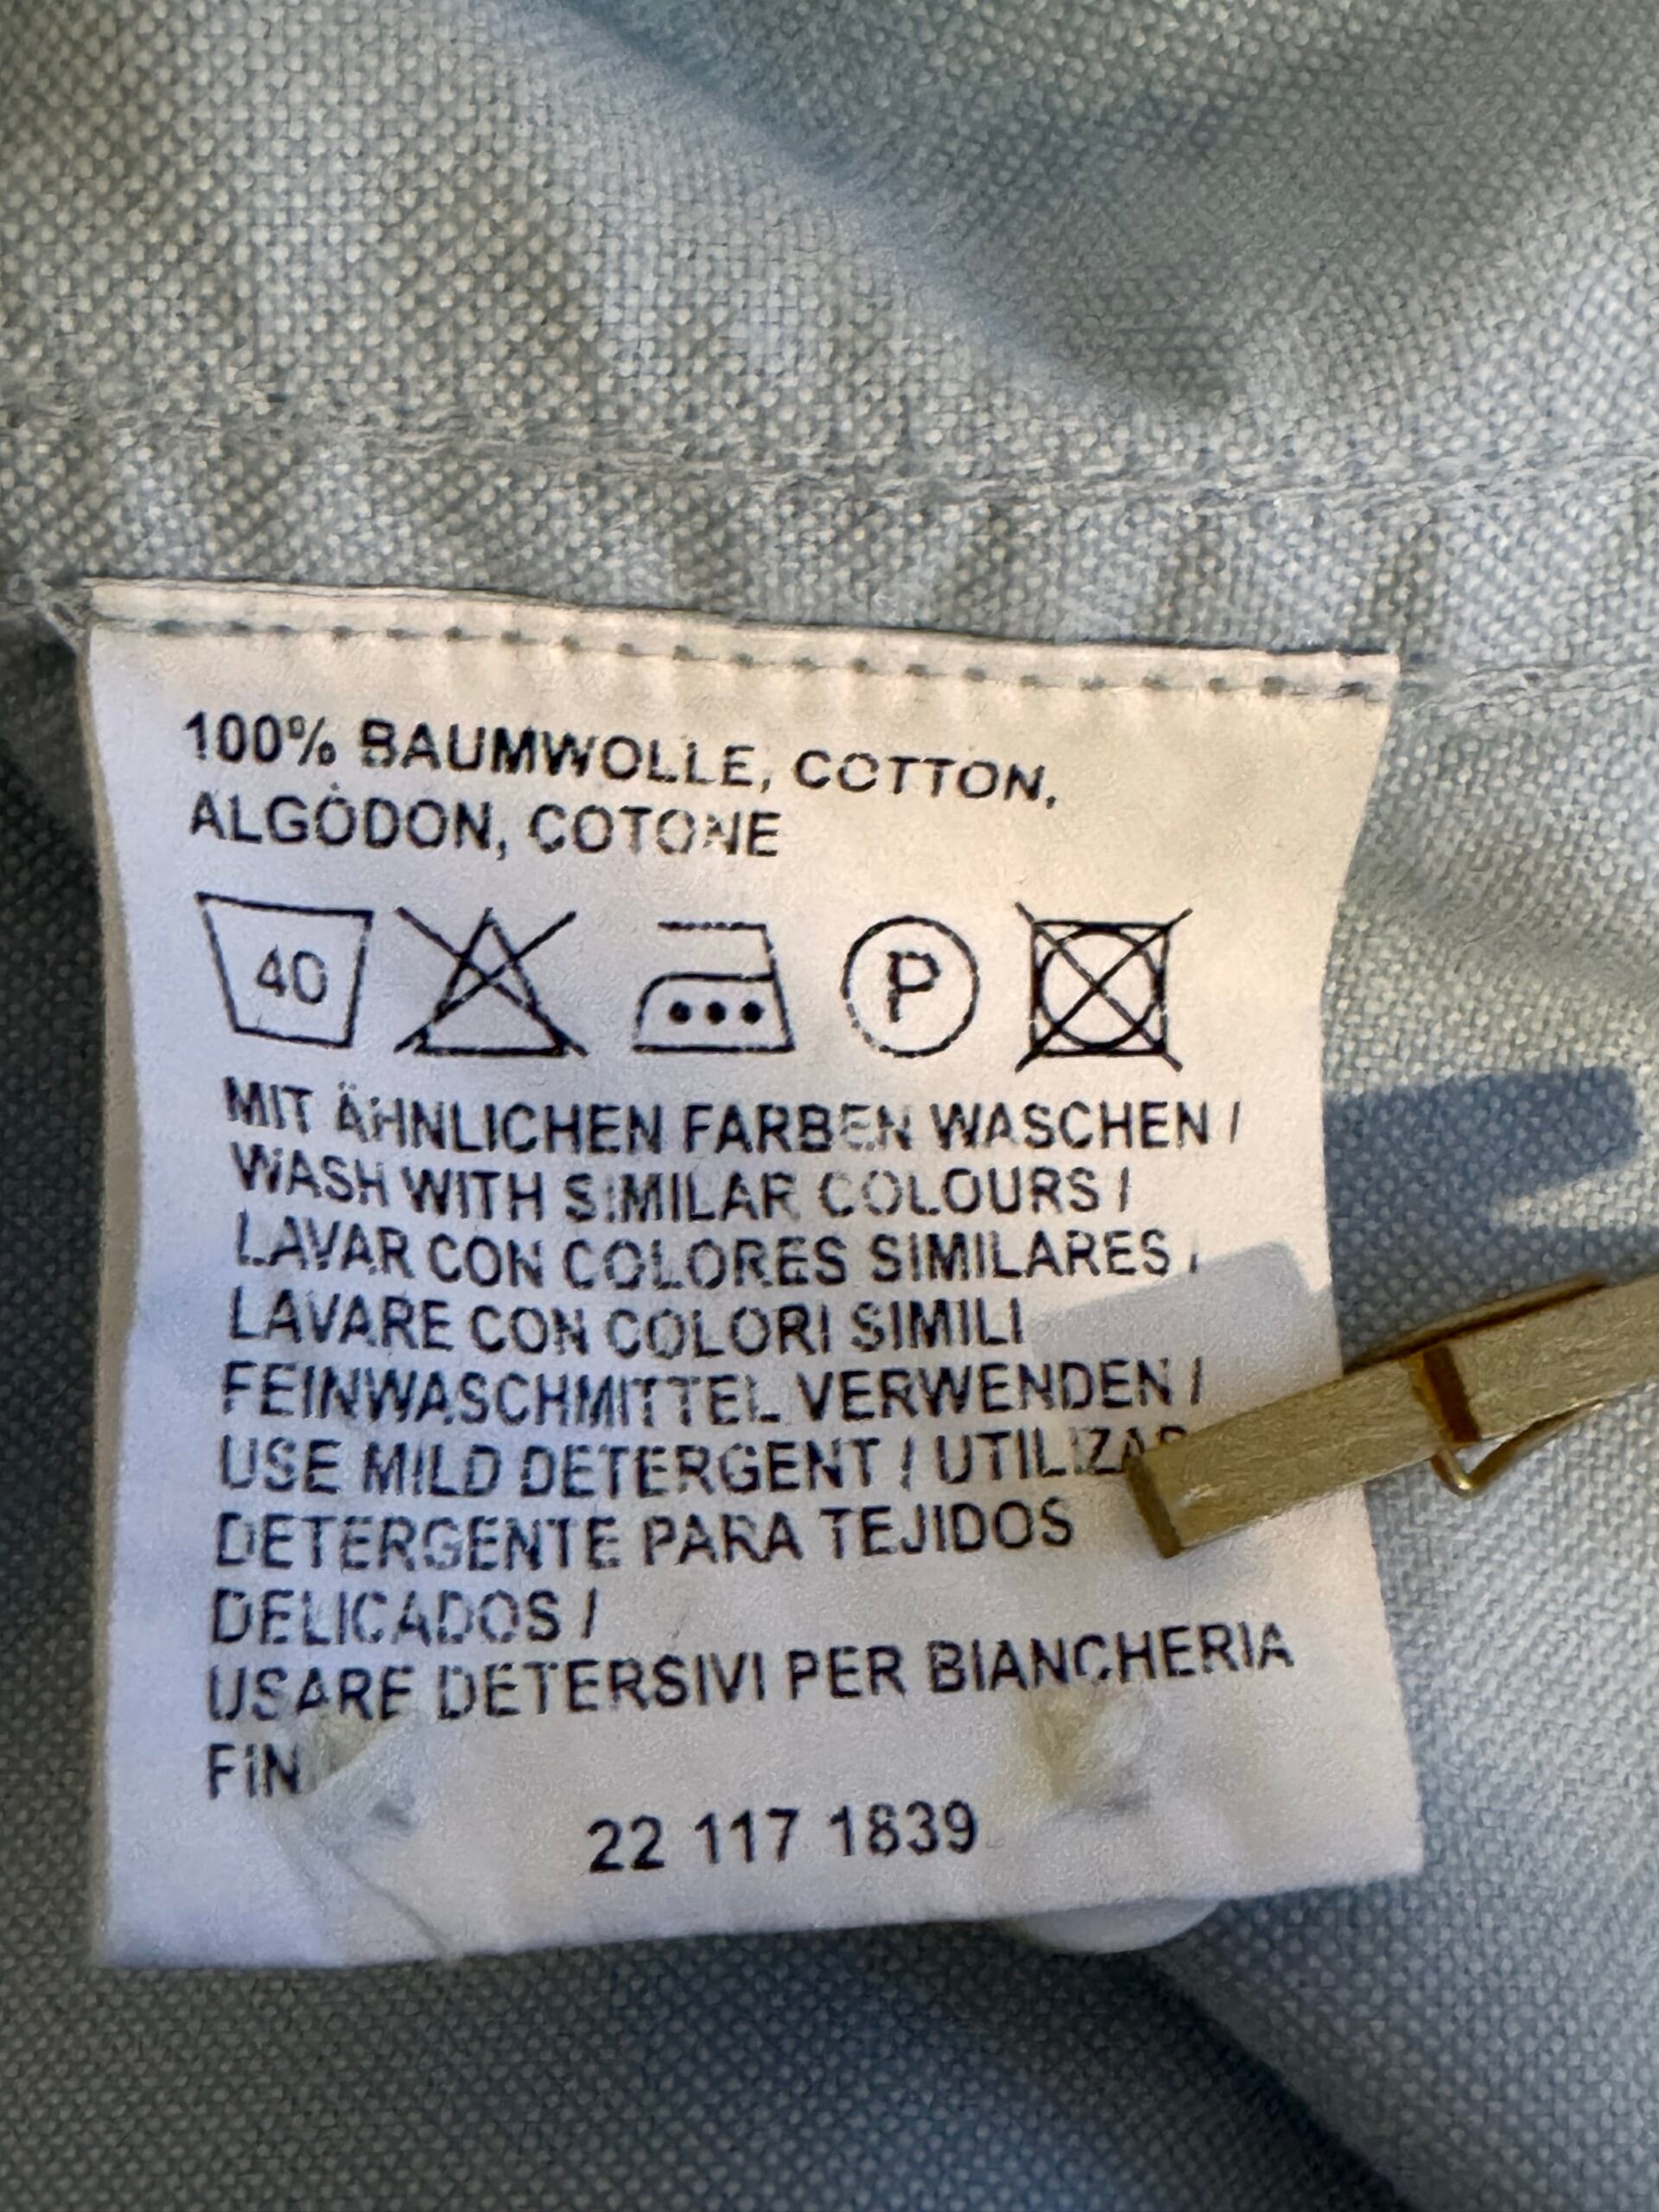 100% BAUMWOLLE, COTTON,
ALGÓDON, COTONE
40 P
MIT ÄHNLICHEN FARBEN WASCHEN /
WASH WITH SIMILAR COLOURS /
LAVAR CON COLORES SIMILARES /
LAVARE CON COLORI SIMILI
FEINWASCHMITTEL VERWENDEN /
USE MILD DETERGENT / UTILIZAR
DETERGENTE PARA TEJIDOS
DELICADOS /
USARE DETERSIVI PER BIANCHERIA
FIN
22 117 1839